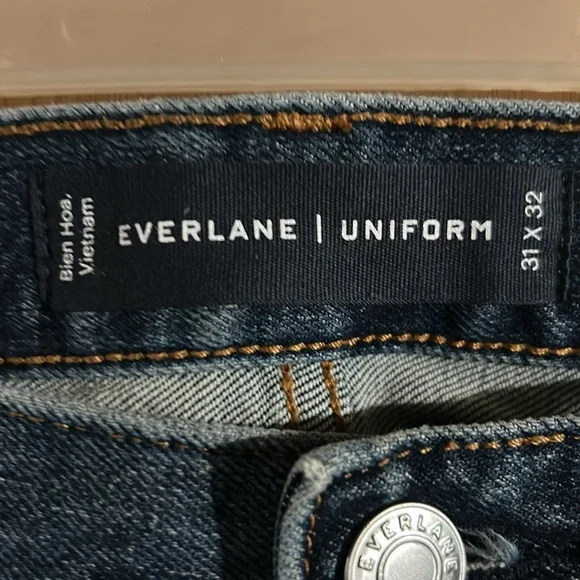 Bien Hoa,
Vietnam
EVERLANE | UNIFORM
31 X 32
EVERLANE